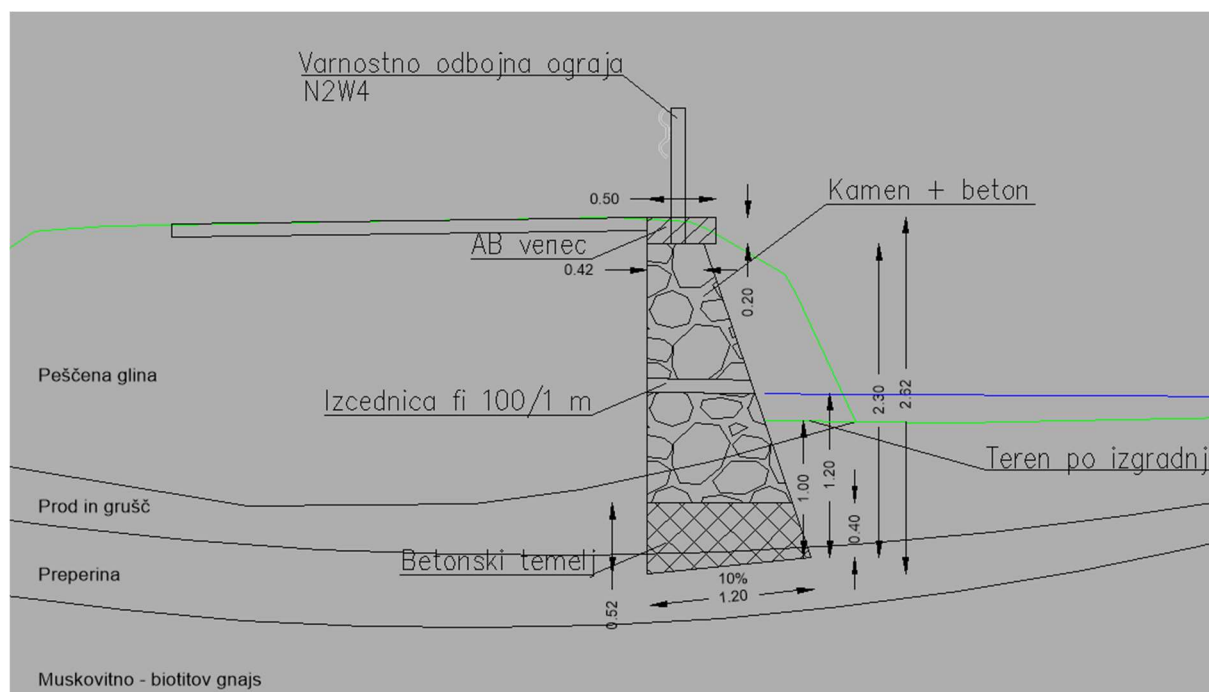 Varnostno odbojna ograja
N2W4
Kamen + beton
0.50
AB venec
0.42
0.20
Peščena glina
Izcednica fi 100/1 m
2.30
2.62
Teren po izgradnj
1.00
1.20
0.40
Prod in grušč
Betonski temelj
Preperina
10%
1.20
0.52
Muskovitno - biotitov gnajs